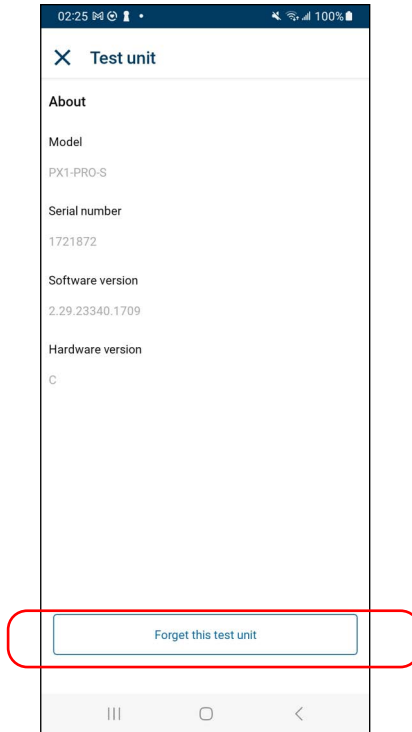 02:25 100%
Test unit
About
Model
PX1-PRO-S
Serial number
1721872
Software version
2.29.23340.1709
Hardware version
C
Forget this test unit